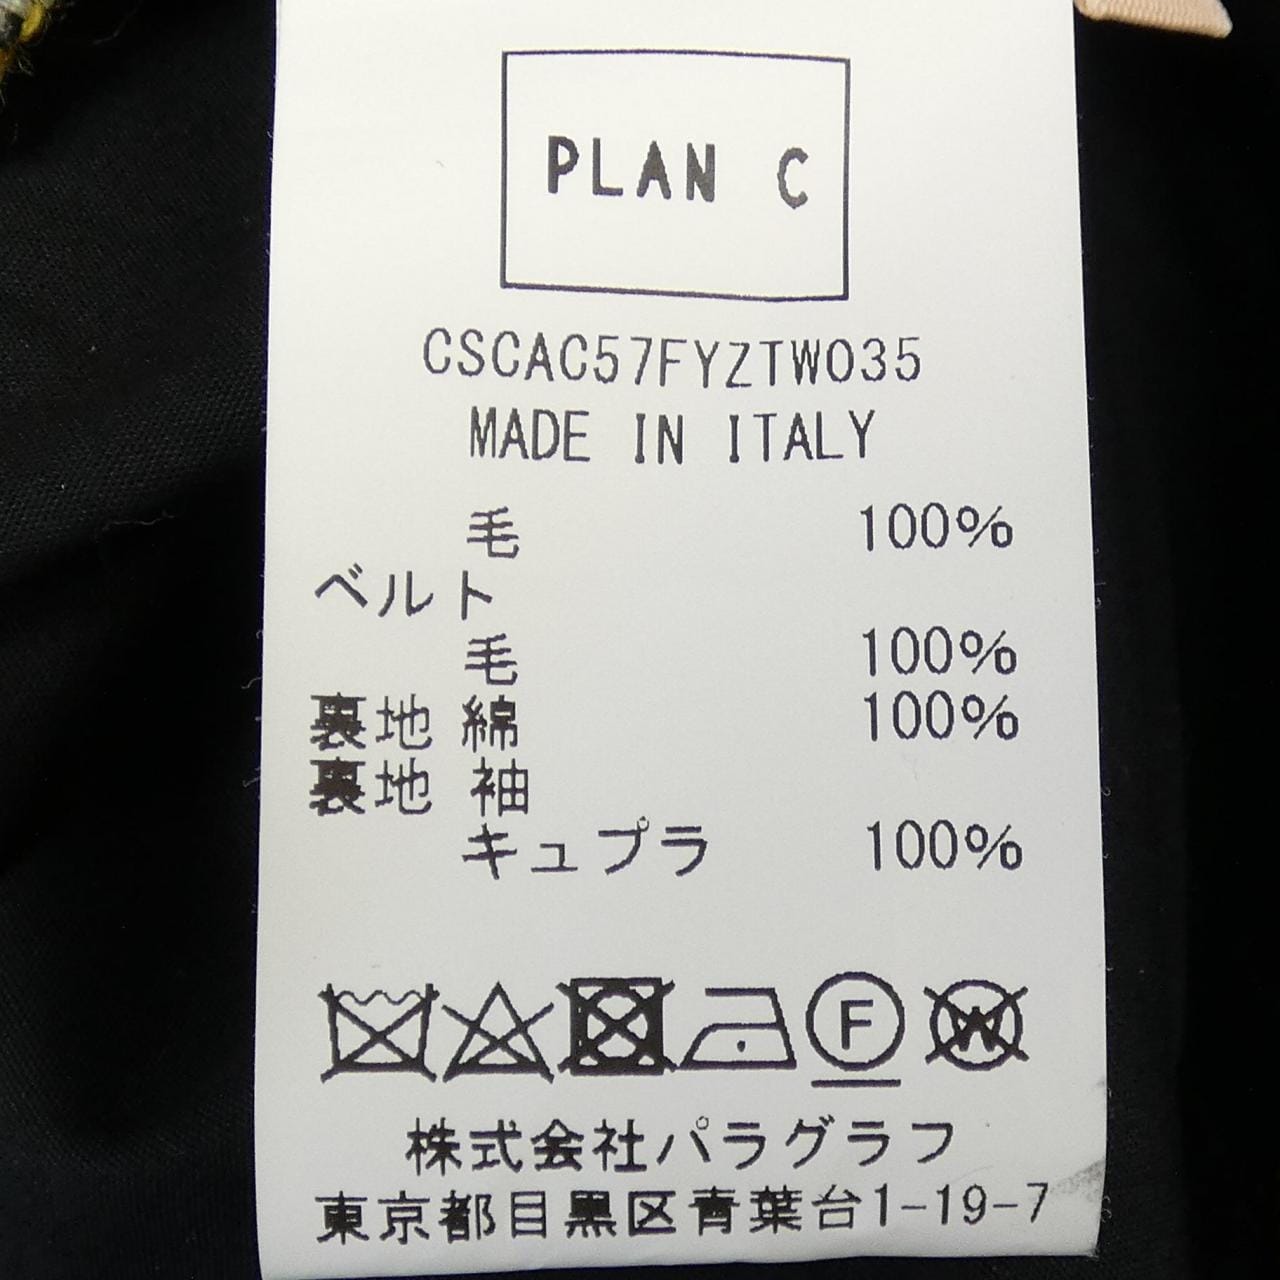 PLAN C
CSCAC57FYZTW035
MADE IN ITALY
毛 100%
ベルト
毛 100%
裏地 綿 100%
裏地 袖
キュプラ 100%
F W
株式会社パラグラフ
東京都目黒区青葉台1-19-7